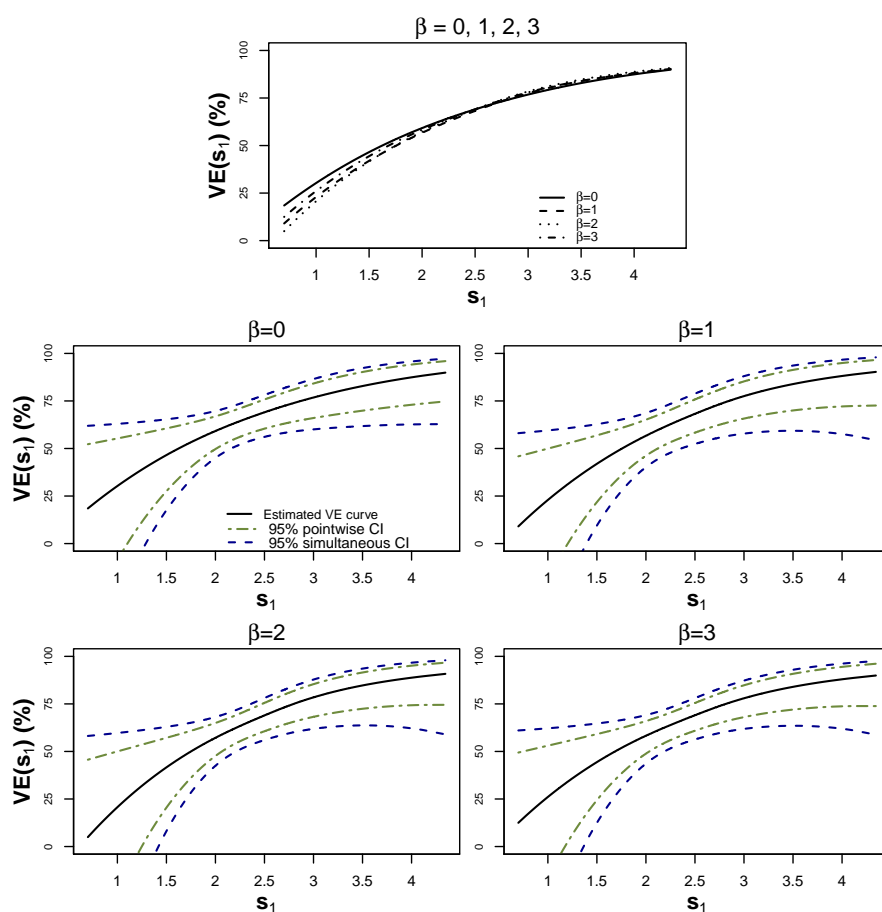 β = 0, 1, 2, 3
VE(s₁) (%)
100
75
50
25
0
β=0
β=1
β=2
β=3
1 1.5 2 2.5 3 3.5 4
s₁
β=0
VE(s₁) (%)
100
75
50
25
0
Estimated VE curve
95% pointwise CI
95% simultaneous CI
1 1.5 2 2.5 3 3.5 4
s₁
β=1
100
75
50
25
0
1 1.5 2 2.5 3 3.5 4
s₁
β=2
VE(s₁) (%)
100
75
50
25
0
1 1.5 2 2.5 3 3.5 4
s₁
β=3
100
75
50
25
0
1 1.5 2 2.5 3 3.5 4
s₁